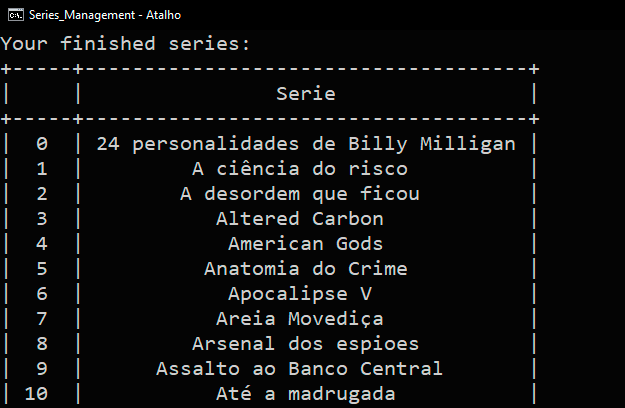 Series_Management - Atalho
Your finished series:
+-----+-------------------------------------+
|     |                Serie                |
+-----+-------------------------------------+
|  0  | 24 personalidades de Billy Milligan |
|  1  |         A ciência do risco          |
|  2  |        A desordem que ficou         |
|  3  |           Altered Carbon            |
|  4  |            American Gods            |
|  5  |          Anatomia do Crime          |
|  6  |            Apocalipse V             |
|  7  |           Areia Movediça            |
|  8  |         Arsenal dos espioes         |
|  9  |      Assalto ao Banco Central       |
| 10  |           Até a madrugada           |